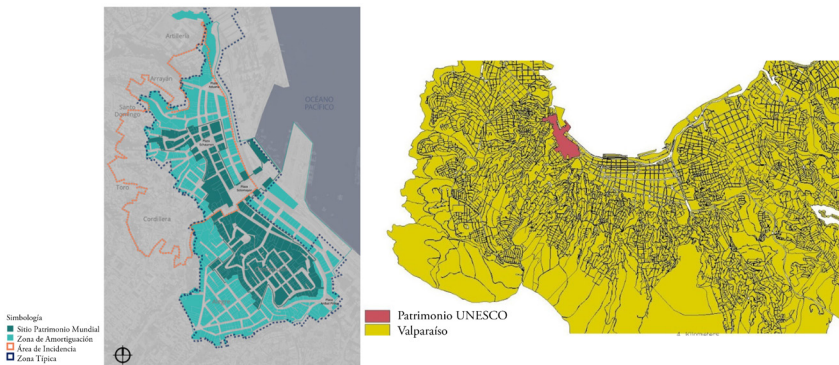 Artillería
Arrayán
Santo
Domingo
OCEANO
PACÍFICO
Toro
Cordillera
Simbología
Sitio Patrimonio Mundial
Zona de Amortiguación
Área de Incidencia
Zona Típica
Patrimonio UNESCO
Valparaíso